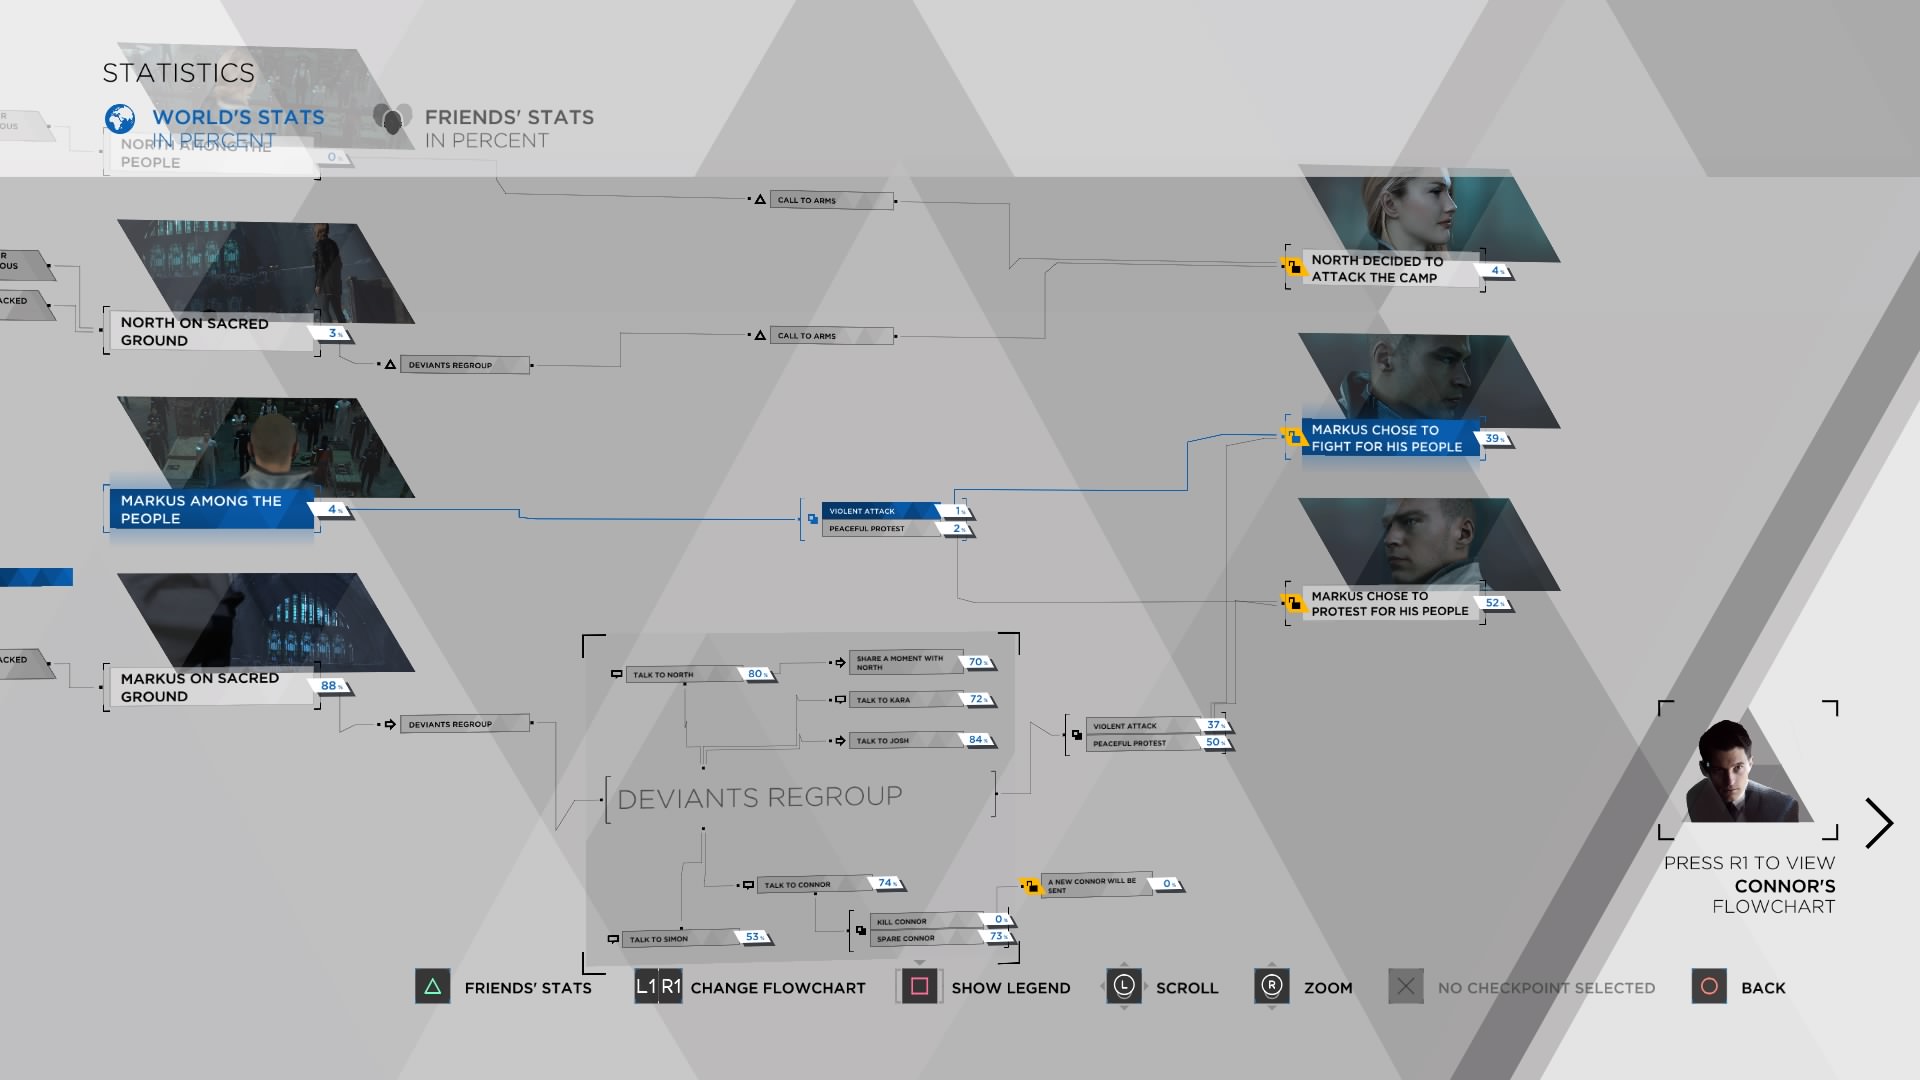 STATISTICS
WORLD'S STATS
IN PERCENT
FRIENDS' STATS
IN PERCENT
R
OUS
NORTH AMONG THE
PEOPLE
0%
CALL TO ARMS
NORTH DECIDED TO
ATTACK THE CAMP
4%
R
OUS
ACKED
NORTH ON SACRED
GROUND
3%
DEVIANTS REGROUP
CALL TO ARMS
MARKUS CHOSE TO
FIGHT FOR HIS PEOPLE
39%
MARKUS AMONG THE
PEOPLE
4%
VIOLENT ATTACK
1%
PEACEFUL PROTEST
2%
MARKUS CHOSE TO
PROTEST FOR HIS PEOPLE
52%
ACKED
MARKUS ON SACRED
GROUND
88%
DEVIANTS REGROUP
TALK TO NORTH
80%
SHARE A MOMENT WITH
NORTH
70%
TALK TO KARA
72%
TALK TO JOSH
84%
DEVIANTS REGROUP
VIOLENT ATTACK
37%
PEACEFUL PROTEST
50%
TALK TO CONNOR
74%
A NEW CONNOR WILL BE
SENT
0%
KILL CONNOR
0%
SPARE CONNOR
73%
TALK TO SIMON
53%
PRESS R1 TO VIEW
CONNOR'S
FLOWCHART
FRIENDS' STATS
L1 R1 CHANGE FLOWCHART
SHOW LEGEND
L SCROLL
R ZOOM
NO CHECKPOINT SELECTED
BACK